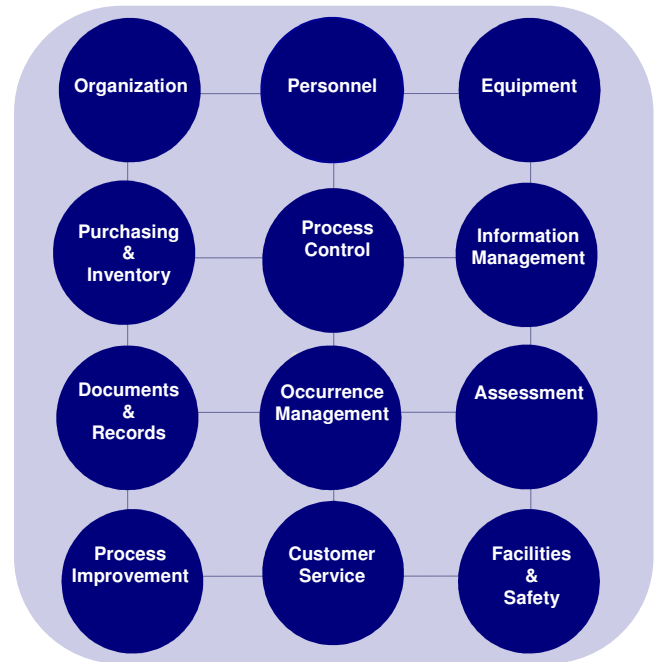 Organization
Personnel
Equipment
Purchasing
&
Inventory
Process
Control
Information
Management
Documents
&
Records
Occurrence
Management
Assessment
Process
Improvement
Customer
Service
Facilities
&
Safety